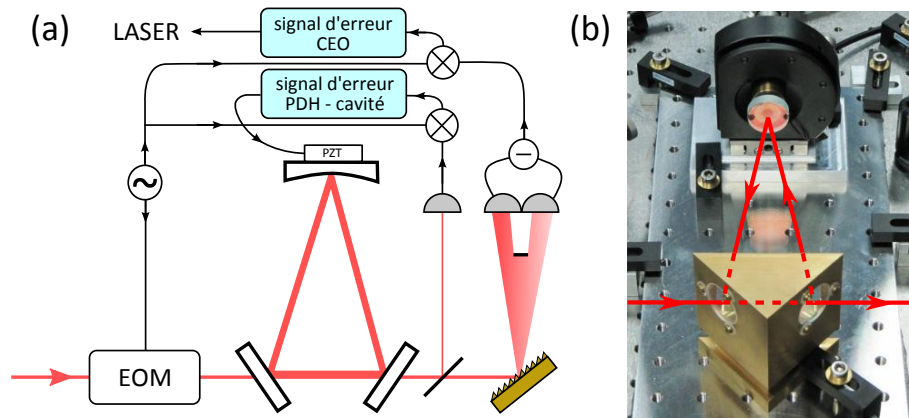 (a)
LASER
signal d'erreur
CEO
signal d'erreur
PDH - cavité
PZT
EOM
(b)